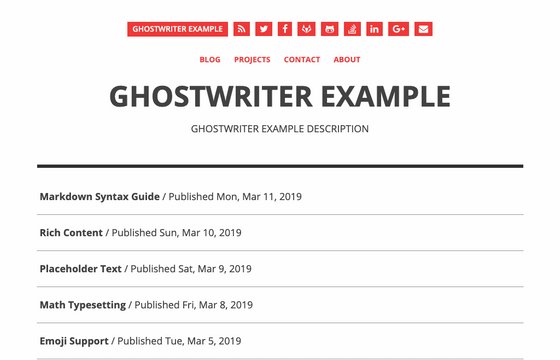 GHOSTWRITER EXAMPLE
BLOG PROJECTS CONTACT ABOUT
GHOSTWRITER EXAMPLE
GHOSTWRITER EXAMPLE DESCRIPTION
Markdown Syntax Guide / Published Mon, Mar 11, 2019
Rich Content / Published Sun, Mar 10, 2019
Placeholder Text / Published Sat, Mar 9, 2019
Math Typesetting / Published Fri, Mar 8, 2019
Emoji Support / Published Tue, Mar 5, 2019